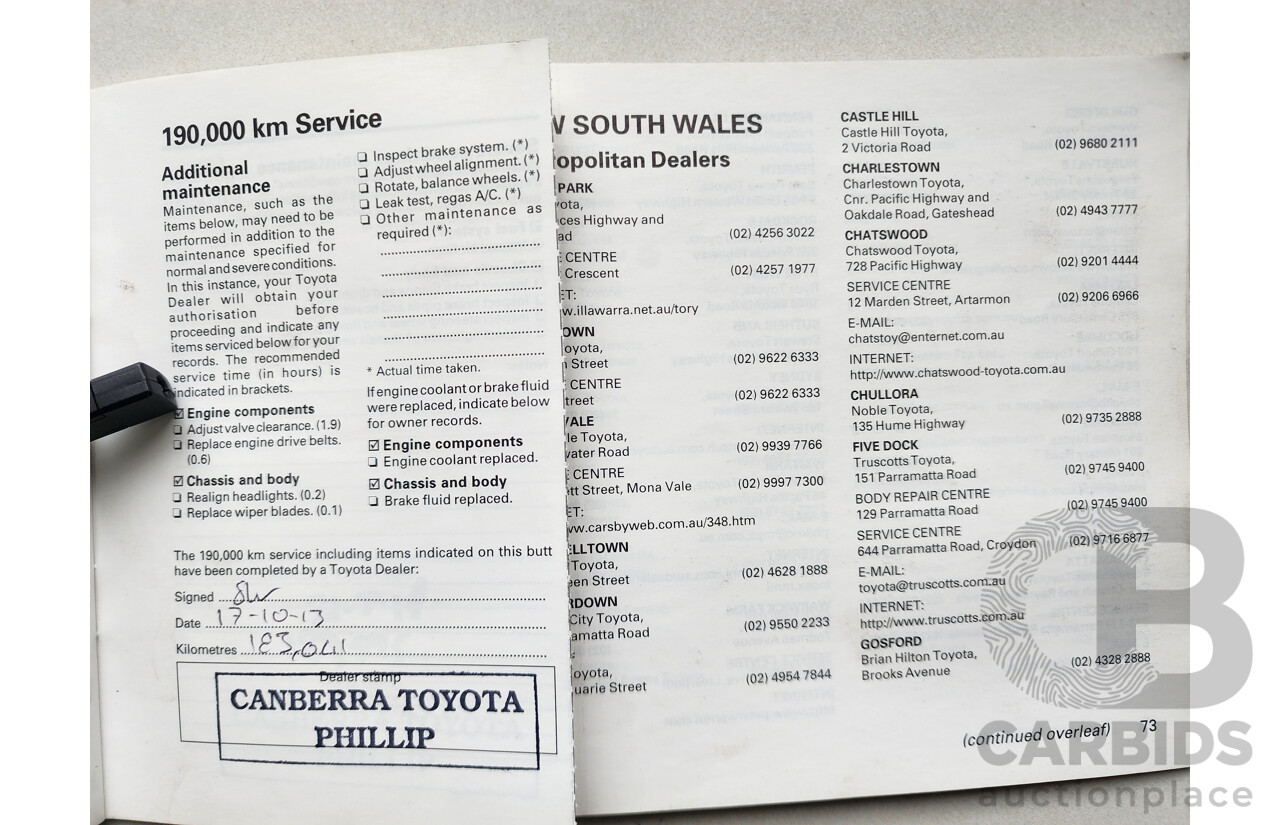 190,000 km Service
Additional
maintenance
Maintenance, such as the
items below, may need to be
performed in addition to the
maintenance specified for
normal and severe conditions.
In this instance, your Toyota
Dealer will obtain your
authorisation before
proceeding and indicate any
items serviced below for your
records. The recommended
service time (in hours) is
indicated in brackets.
☑ Engine components
❏ Adjust valve clearance. (1.9)
❏ Replace engine drive belts.
(0.6)
☑ Chassis and body
❏ Realign headlights. (0.2)
❏ Replace wiper blades. (0.1)
❏ Inspect brake system. (*)
❏ Adjust wheel alignment. (*)
❏ Rotate, balance wheels. (*)
❏ Leak test, regas A/C. (*)
❏ Other maintenance as
required (*):
* Actual time taken.
If engine coolant or brake fluid
were replaced, indicate below
for owner records.
☑ Engine components
❏ Engine coolant replaced.
☑ Chassis and body
❏ Brake fluid replaced.
The 190,000 km service including items indicated on this butt
have been completed by a Toyota Dealer:
Signed
Date 17-10-13
Kilometres 183,041
Dealer stamp
CANBERRA TOYOTA
PHILLIP
W SOUTH WALES
opolitan Dealers
PARK
ota,
ces Highway and
ad (02) 4256 3022
E CENTRE
Crescent (02) 4257 1977
ET:
w.illawarra.net.au/tory
OWN
oyota,
n Street (02) 9622 6333
CENTRE
treet (02) 9622 6333
VALE
le Toyota,
vater Road (02) 9939 7766
E CENTRE
tt Street, Mona Vale (02) 9997 7300
ET:
vw.carsbyweb.com.au/348.htm
ELLTOWN
Toyota,
en Street (02) 4628 1888
RDOWN
City Toyota,
amatta Road (02) 9550 2233
oyota,
uarie Street (02) 4954 7844
CASTLE HILL
Castle Hill Toyota,
2 Victoria Road (02) 9680 2111
CHARLESTOWN
Charlestown Toyota,
Cnr. Pacific Highway and
Oakdale Road, Gateshead (02) 4943 7777
CHATSWOOD
Chatswood Toyota,
728 Pacific Highway (02) 9201 4444
SERVICE CENTRE
12 Marden Street, Artarmon (02) 9206 6966
E-MAIL:
chatstoy@enternet.com.au
INTERNET:
http://www.chatswood-toyota.com.au
CHULLORA
Noble Toyota,
135 Hume Highway (02) 9735 2888
FIVE DOCK
Truscotts Toyota,
151 Parramatta Road (02) 9745 9400
BODY REPAIR CENTRE
129 Parramatta Road (02) 9745 9400
SERVICE CENTRE
644 Parramatta Road, Croydon (02) 9716 6877
E-MAIL:
toyota@truscotts.com.au
INTERNET:
http://www.truscotts.com.au
GOSFORD
Brian Hilton Toyota,
Brooks Avenue (02) 4328 2888
(continued overleaf) 73
CB
CARBIDS
auctionplace